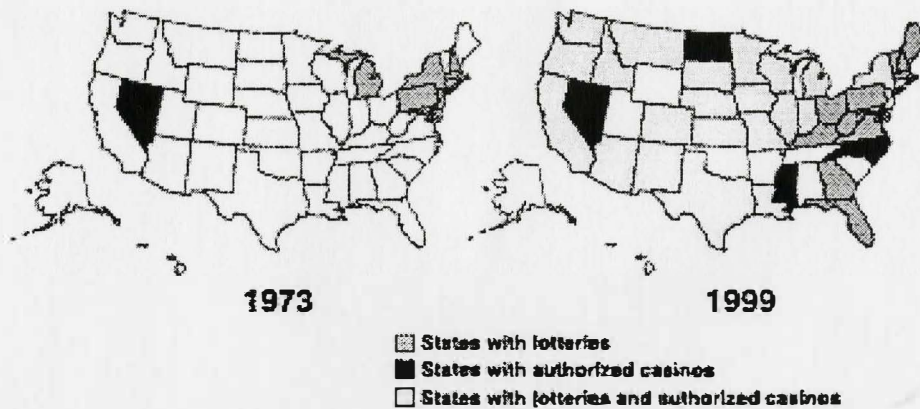 1973
1999
States with lotteries
States with authorized casinos
States with lotteries and authorized casinos